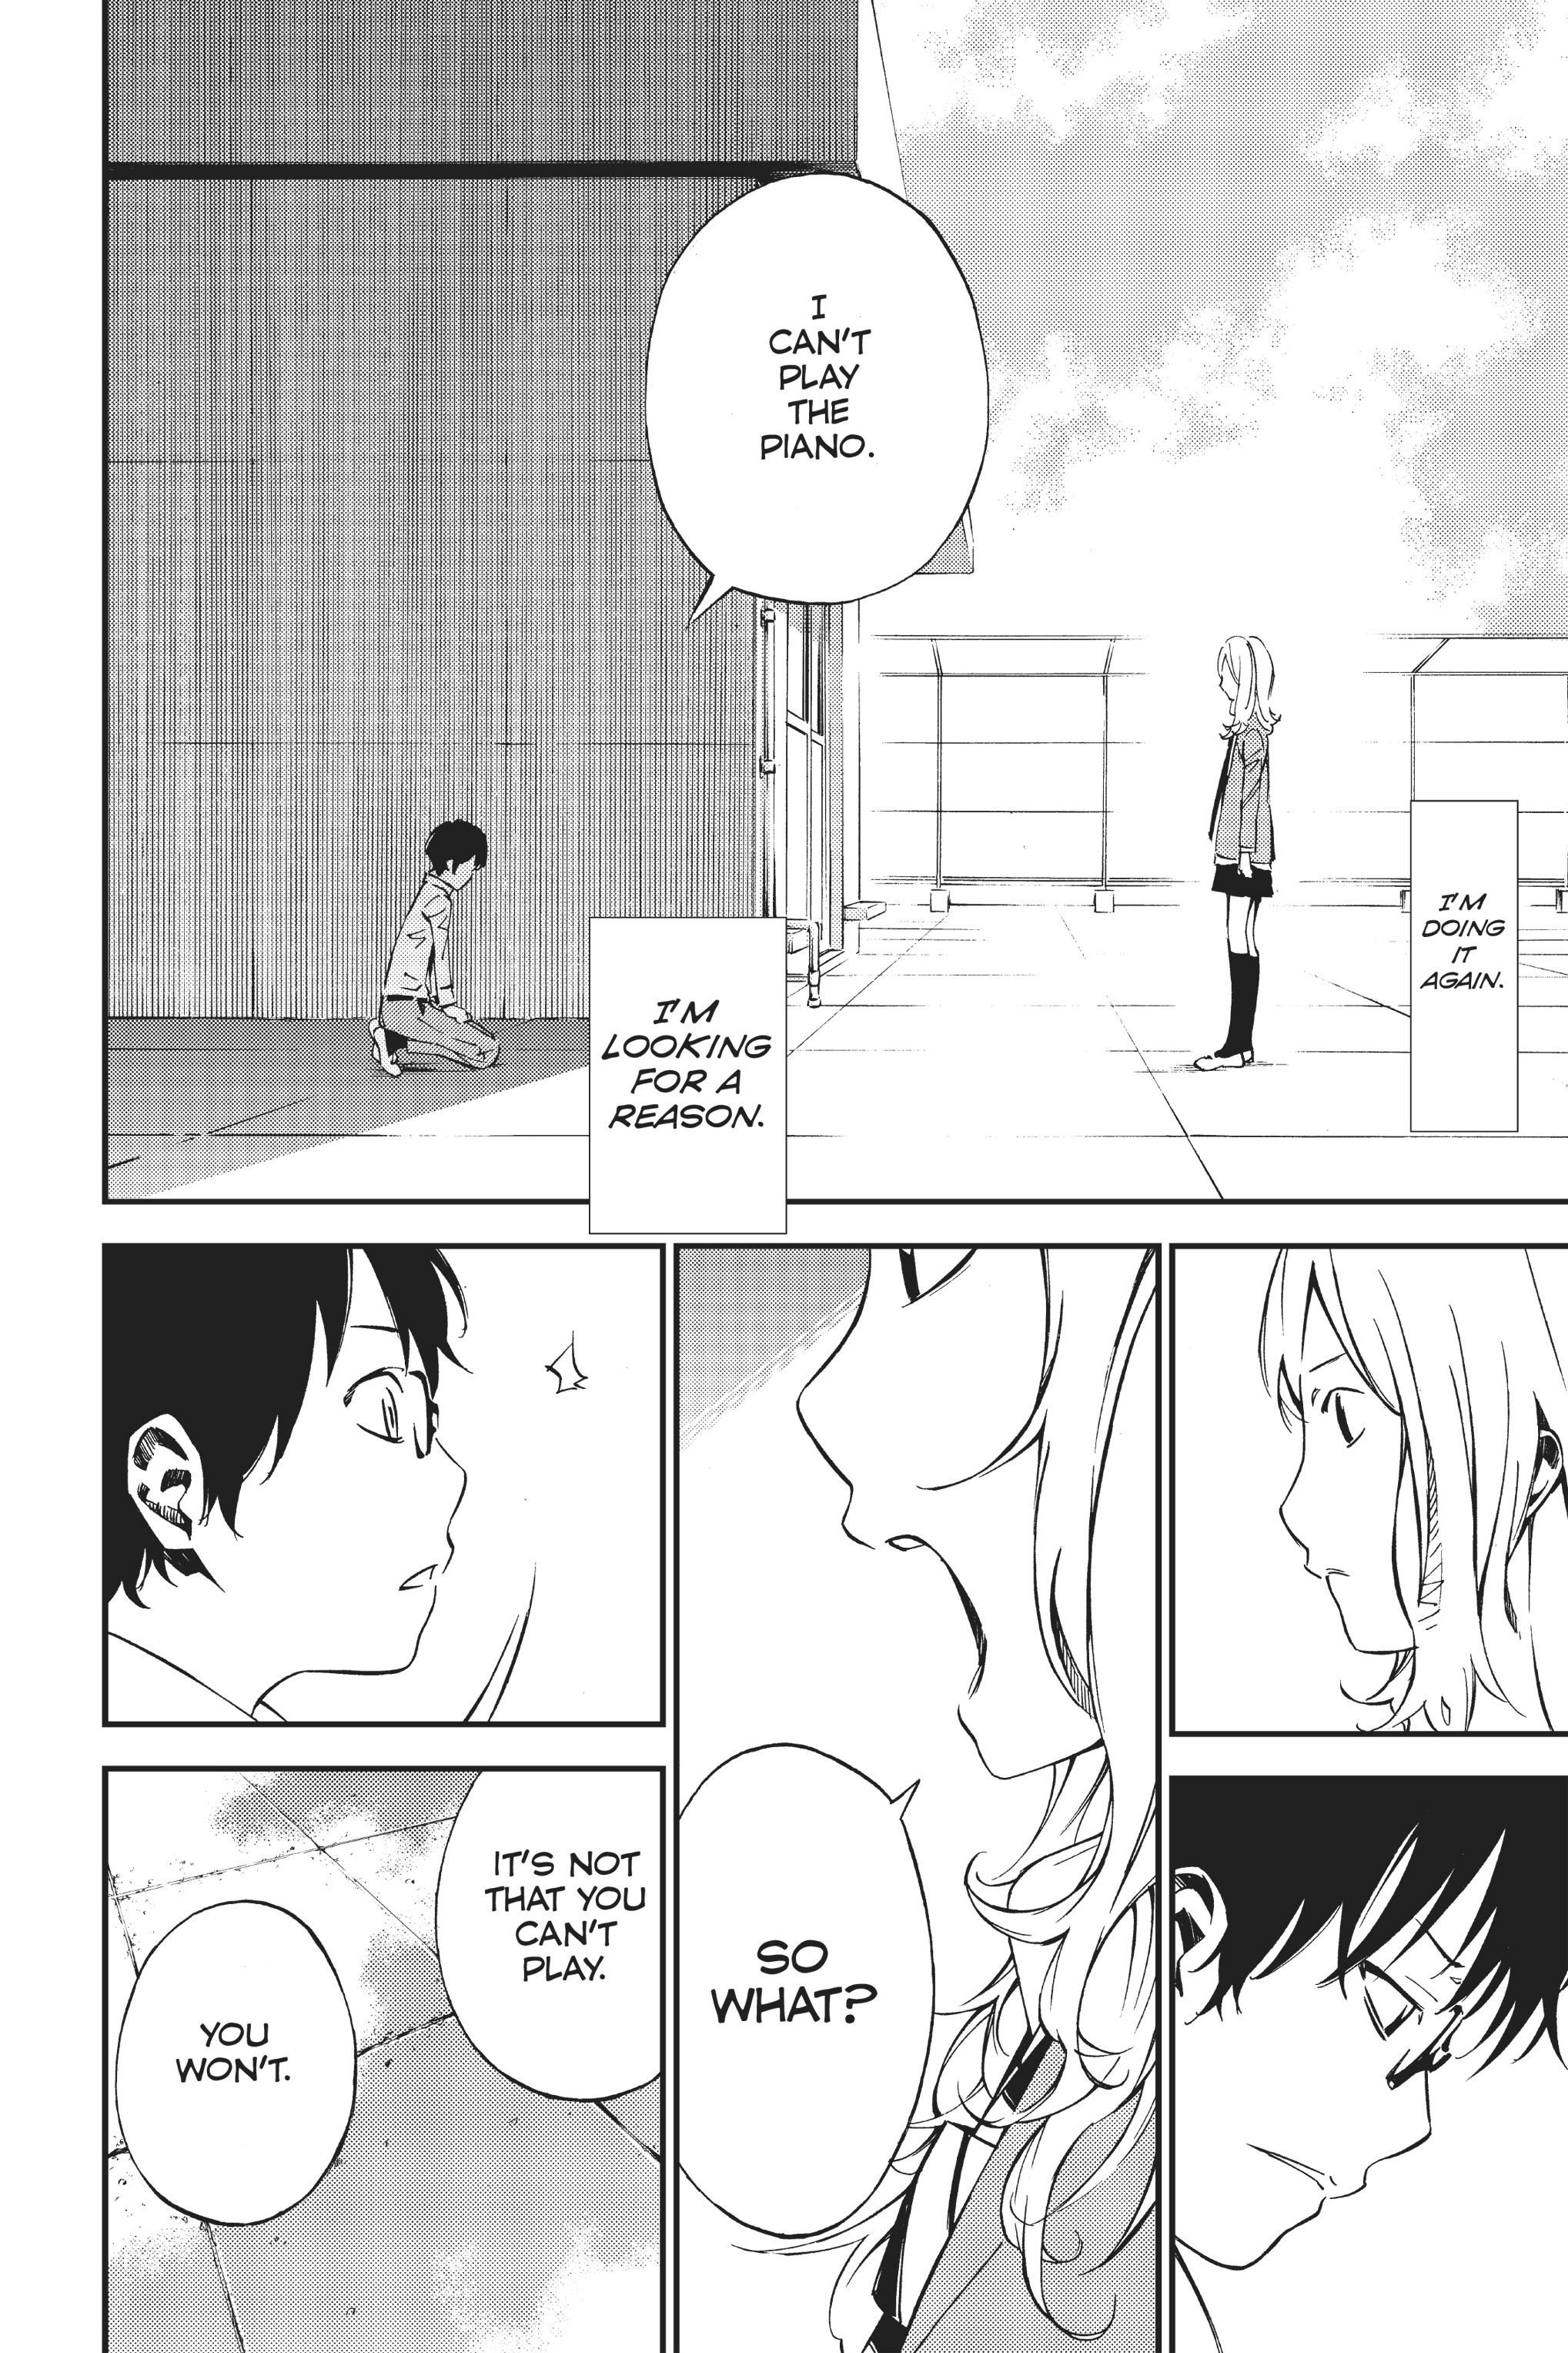 I'M
DOING
IT
AGAIN.
I
CAN'T
PLAY
THE
PIANO.
I'M
LOOKING
FOR A
REASON.
SO
WHAT?
IT'S NOT
THAT YOU
CAN'T
PLAY.
YOU
WON'T.